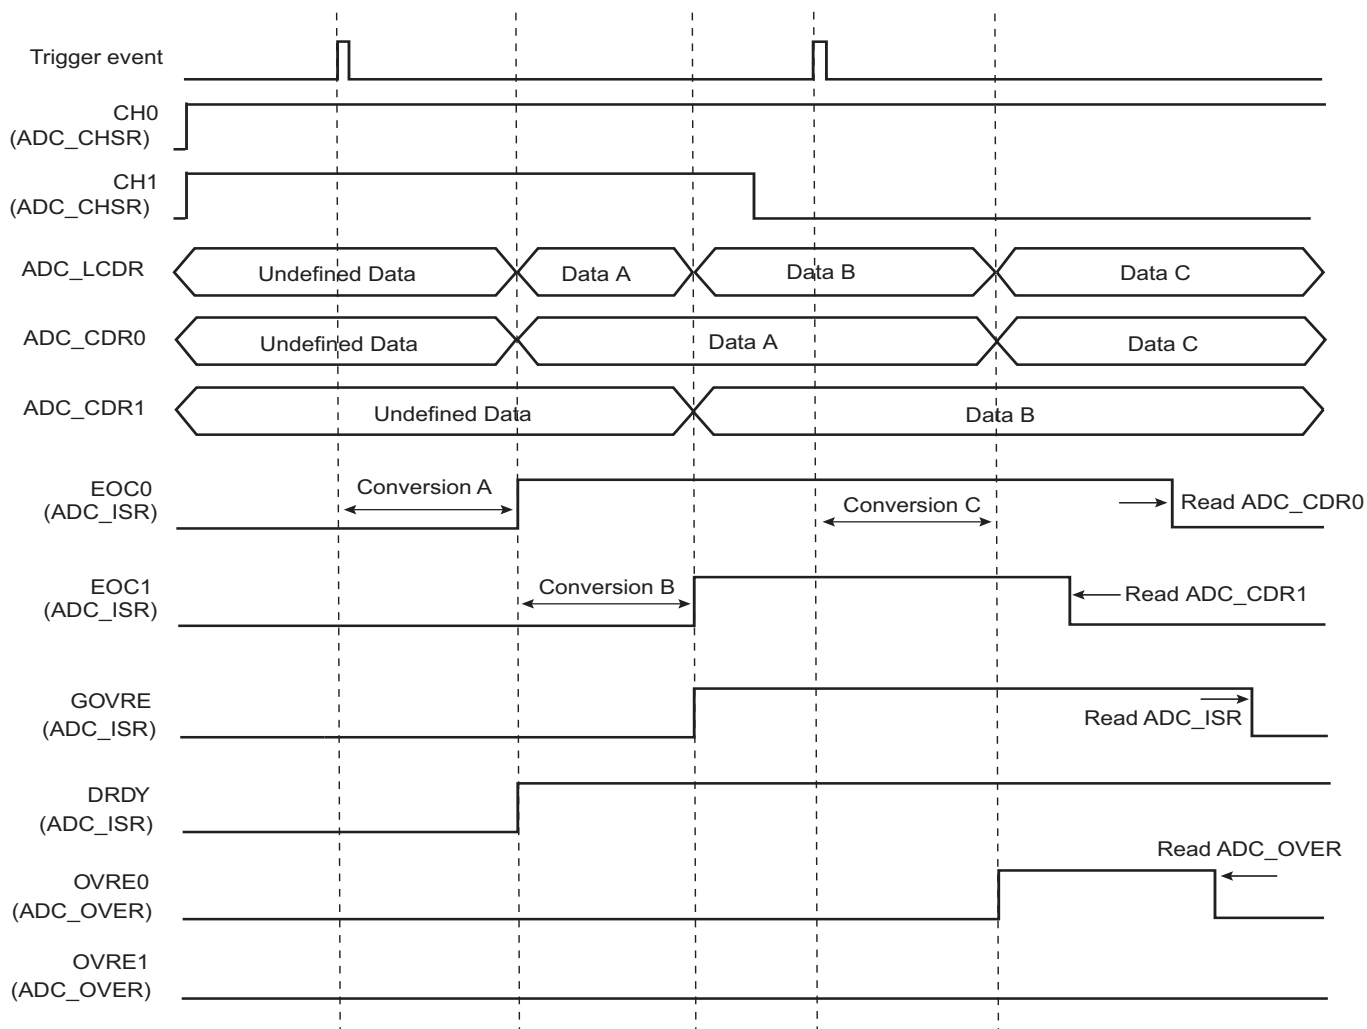 Trigger event
CH0
(ADC_CHSR)
CH1
(ADC_CHSR)
ADC_LCDR
Undefined Data
Data A
Data B
Data C
ADC_CDR0
Undefined Data
Data A
Data C
ADC_CDR1
Undefined Data
Data B
EOC0
(ADC_ISR)
Conversion A
Conversion C
Read ADC_CDR0
EOC1
(ADC_ISR)
Conversion B
Read ADC_CDR1
GOVRE
(ADC_ISR)
Read ADC_ISR
DRDY
(ADC_ISR)
Read ADC_OVER
OVRE0
(ADC_OVER)
OVRE1
(ADC_OVER)